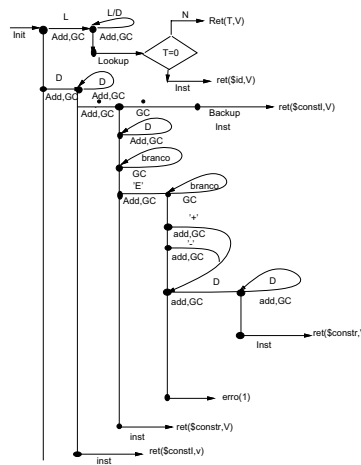 L
L/D
N
Ret(T,V)
Init
Add,GC
Add,GC
T=0
Lookup
Inst
ret($id,V)
D
D
Add,GC
Add,GC
.
.
Add,GC
GC
Backup
ret($constI,V)
Inst
D
Add,GC
branco
GC
'E'
branco
Add,GC
GC
'+'
add,GC
'-'
add,GC
D
D
add,GC
add,GC
Inst
ret($constr,'
erro(1)
inst
ret($constr,V)
inst
ret($constI,v)